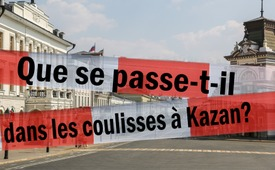 Que se passe-t-il
dans les coulisses à Kazan?